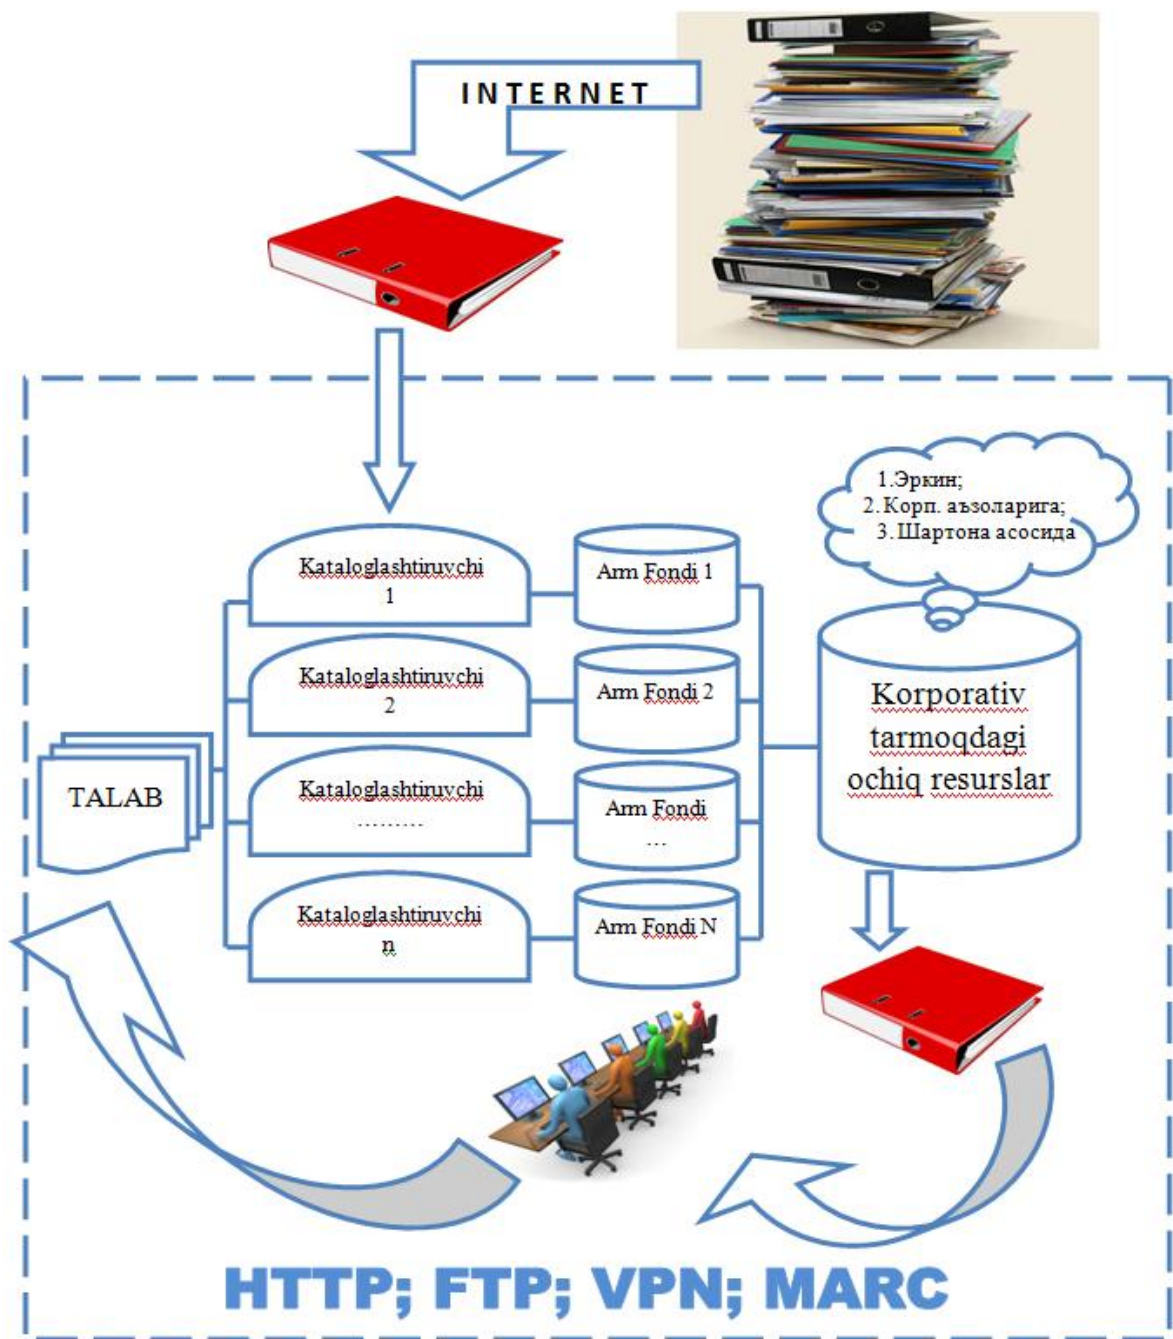 INTERNET
1.Эркин;
2. Корп. аъзоларига;
3. Шартона асосида
Kataloglashtiruvchi
1
Arm Fondi 1
Kataloglashtiruvchi
2
Arm Fondi 2
Korporativ
tarmoqdagi
ochiq resurslar
TALAB
Kataloglashtiruvchi
.........
Arm Fondi
...
Kataloglashtiruvchi
n
Arm Fondi N
HTTP; FTP; VPN; MARC